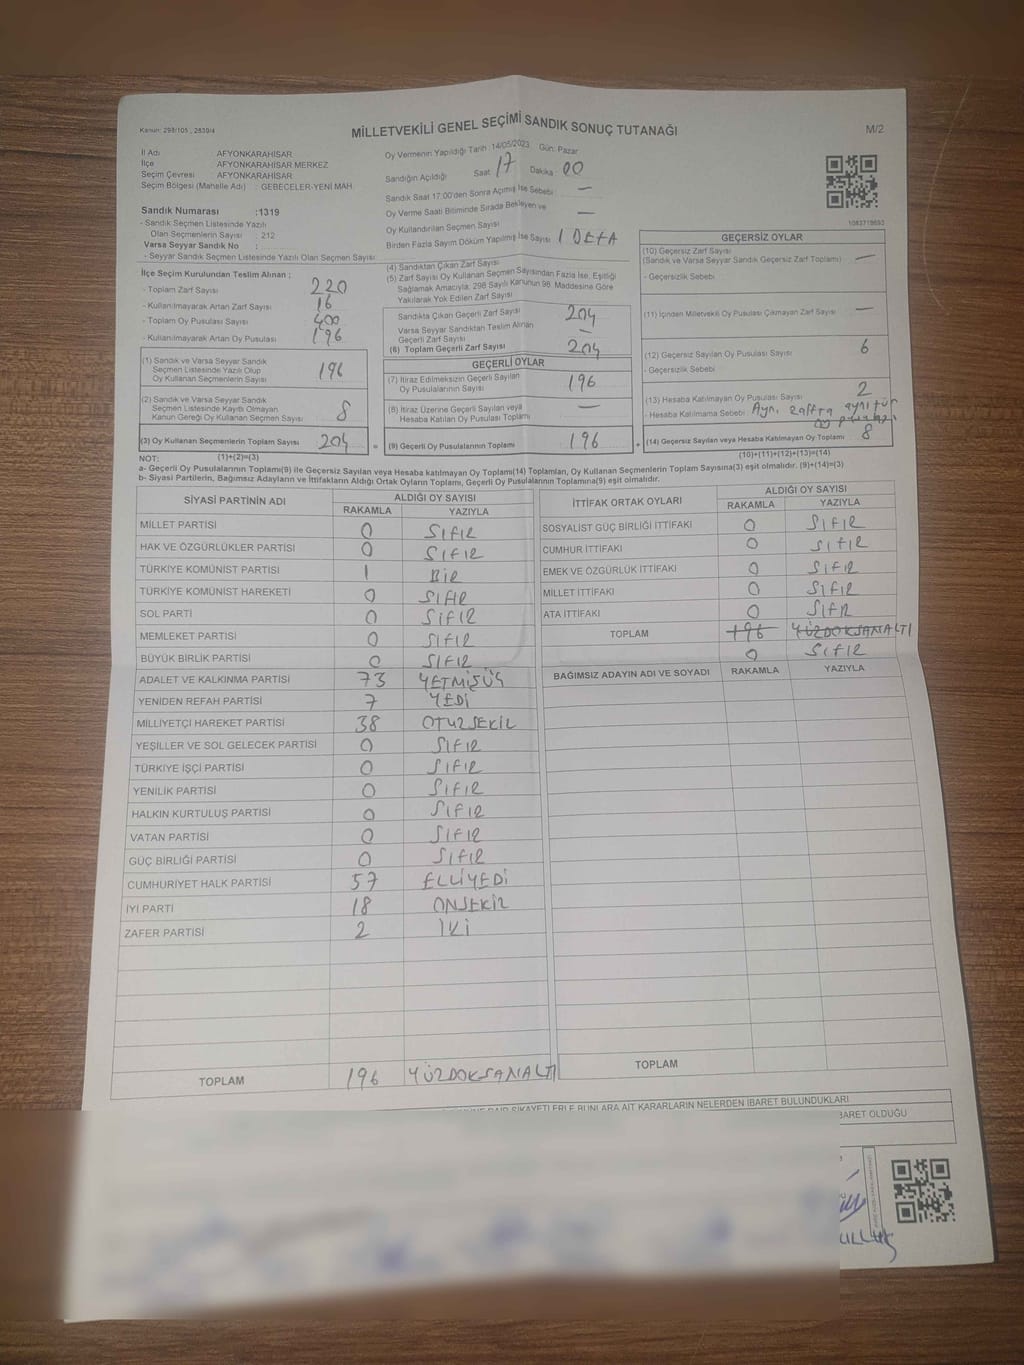 Kanun: 298/105 , 2839/4
MİLLETVEKİLİ GENEL SEÇİMİ SANDIK SONUÇ TUTANAĞI
M/2
İl Adı AFYONKARAHİSAR
İlçe AFYONKARAHİSAR MERKEZ
Seçim Çevresi AFYONKARAHİSAR
Seçim Bölgesi (Mahalle Adı) : GEBECELER-YENİ MAH.
Sandık Numarası :1319
- Sandık Seçmen Listesinde Yazılı
Olan Seçmenlerin Sayısı : 212
Varsa Seyyar Sandık No :
- Seyyar Sandık Seçmen Listesinde Yazılı Olan Seçmen Sayısı:
Oy Vermenin Yapıldığı Tarih :14/05/2023 Gün: Pazar
Sandığın Açıldığı Saat : 17 Dakika : 00
Sandık Saat 17:00'den Sonra Açılmış İse Sebebi : —
Oy Verme Saati Bitiminde Sırada Bekleyen ve
Oy Kullandırılan Seçmen Sayısı —
Birden Fazla Sayım Döküm Yapılmış İse Sayısı 1 DEFA
1083719693
İlçe Seçim Kurulundan Teslim Alınan ;
- Toplam Zarf Sayısı 220
- Kullanılmayarak Artan Zarf Sayısı 16
- Toplam Oy Pusulası Sayısı 400
- Kullanılmayarak Artan Oy Pusulası 196
(1) Sandık ve Varsa Seyyar Sandık
Seçmen Listesinde Yazılı Olup
Oy Kullanan Seçmenlerin Sayısı 196
(2) Sandık ve Varsa Seyyar Sandık
Seçmen Listesinde Kayıtlı Olmayan
Kanun Gereği Oy Kullanan Seçmen Sayısı 8
(3) Oy Kullanan Seçmenlerin Toplam Sayısı 204 =
(4) Sandıktan Çıkan Zarf Sayısı
(5) Zarf Sayısı Oy Kullanan Seçmen Sayısından Fazla İse, Eşitliği
Sağlamak Amacıyla, 298 Sayılı Kanunun 98. Maddesine Göre
Yakılarak Yok Edilen Zarf Sayısı
Sandıkta Çıkan Geçerli Zarf Sayısı 204
Varsa Seyyar Sandıktan Teslim Alınan
Geçerli Zarf Sayısı —
(6) Toplam Geçerli Zarf Sayısı 204
GEÇERLİ OYLAR
(7) İtiraz Edilmeksizin Geçerli Sayılan
Oy Pusulalarının Sayısı 196
(8) İtiraz Üzerine Geçerli Sayılan veya
Hesaba Katılan Oy Pusulası Toplamı —
(9) Geçerli Oy Pusulalarının Toplamı 196 +
GEÇERSİZ OYLAR
(10) Geçersiz Zarf Sayısı
(Sandık ve Varsa Seyyar Sandık Geçersiz Zarf Toplamı) —
- Geçersizlik Sebebi :
(11) İçinden Milletvekili Oy Pusulası Çıkmayan Zarf Sayısı —
(12) Geçersiz Sayılan Oy Pusulası Sayısı 6
- Geçersizlik Sebebi
(13) Hesaba Katılmayan Oy Pusulası Sayısı 2
- Hesaba Katılmama Sebebi : Aynı zarfta aynı tür
oy pusulası
(14) Geçersiz Sayılan veya Hesaba Katılmayan Oy Toplamı 8
NOT: (1)+(2)=(3) (10)+(11)+(12)+(13)=(14)
a- Geçerli Oy Pusulalarının Toplamı(9) ile Geçersiz Sayılan veya Hesaba katılmayan Oy Toplamı(14) Toplamları, Oy Kullanan Seçmenlerin Toplam Sayısına(3) eşit olmalıdır. (9)+(14)=(3)
b- Siyasi Partilerin, Bağımsız Adayların ve İttifakların Aldığı Ortak Oyların Toplamı, Geçerli Oy Pusulalarının Toplamına(9) eşit olmalıdır.
SİYASİ PARTİNİN ADI ALDIĞI OY SAYISI
RAKAMLA YAZIYLA
MİLLET PARTİSİ 0 SIFIR
HAK VE ÖZGÜRLÜKLER PARTİSİ 0 SIFIR
TÜRKİYE KOMÜNİST PARTİSİ 1 BİR
TÜRKİYE KOMÜNİST HAREKETİ 0 SIFIR
SOL PARTİ 0 SIFIR
MEMLEKET PARTİSİ 0 SIFIR
BÜYÜK BİRLİK PARTİSİ 0 SIFIR
ADALET VE KALKINMA PARTİSİ 73 YETMİŞÜÇ
YENİDEN REFAH PARTİSİ 7 YEDİ
MİLLİYETÇİ HAREKET PARTİSİ 38 OTUZSEKİZ
YEŞİLLER VE SOL GELECEK PARTİSİ 0 SIFIR
TÜRKİYE İŞÇİ PARTİSİ 0 SIFIR
YENİLİK PARTİSİ 0 SIFIR
HALKIN KURTULUŞ PARTİSİ 0 SIFIR
VATAN PARTİSİ 0 SIFIR
GÜÇ BİRLİĞİ PARTİSİ 0 SIFIR
CUMHURİYET HALK PARTİSİ 57 ELLİYEDİ
İYİ PARTİ 18 ONSEKİZ
ZAFER PARTİSİ 2 İKİ
TOPLAM 196 YÜZDOKSANALTI
İTTİFAK ORTAK OYLARI ALDIĞI OY SAYISI
RAKAMLA YAZIYLA
SOSYALİST GÜÇ BİRLİĞİ İTTİFAKI 0 SIFIR
CUMHUR İTTİFAKI 0 SIFIR
EMEK VE ÖZGÜRLÜK İTTİFAKI 0 SIFIR
MİLLET İTTİFAKI 0 SIFIR
ATA İTTİFAKI 0 SIFIR
TOPLAM 196 YÜZDOKSANALTI
0 SIFIR
BAĞIMSIZ ADAYIN ADI VE SOYADI RAKAMLA YAZIYLA
TOPLAM
ŞİKAYETLERLE BUNLARA AİT KARARLARIN NELERDEN İBARET BULUNDUKLARI
BARET OLDUĞU